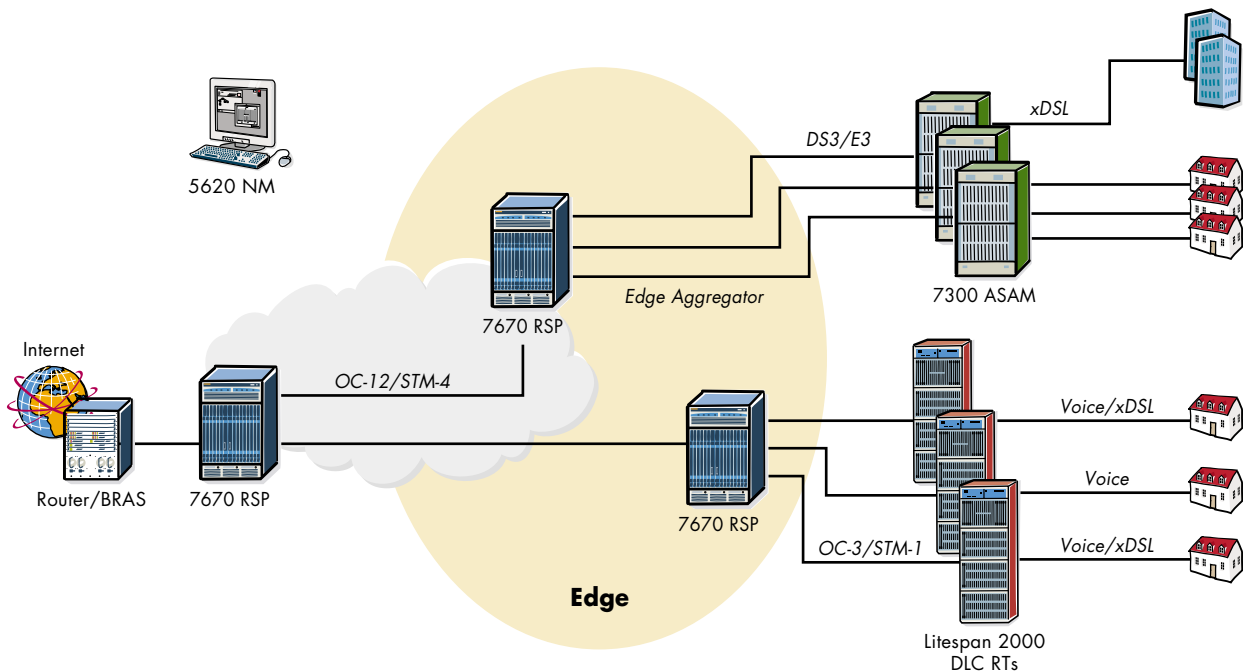 xDSL
DS3/E3
5620 NM
7300 ASAM
Edge Aggregator
7670 RSP
Internet
OC-12/STM-4
Voice/xDSL
Voice
Router/BRAS
7670 RSP
7670 RSP
OC-3/STM-1
Voice/xDSL
Edge
Litespan 2000
DLC RTs